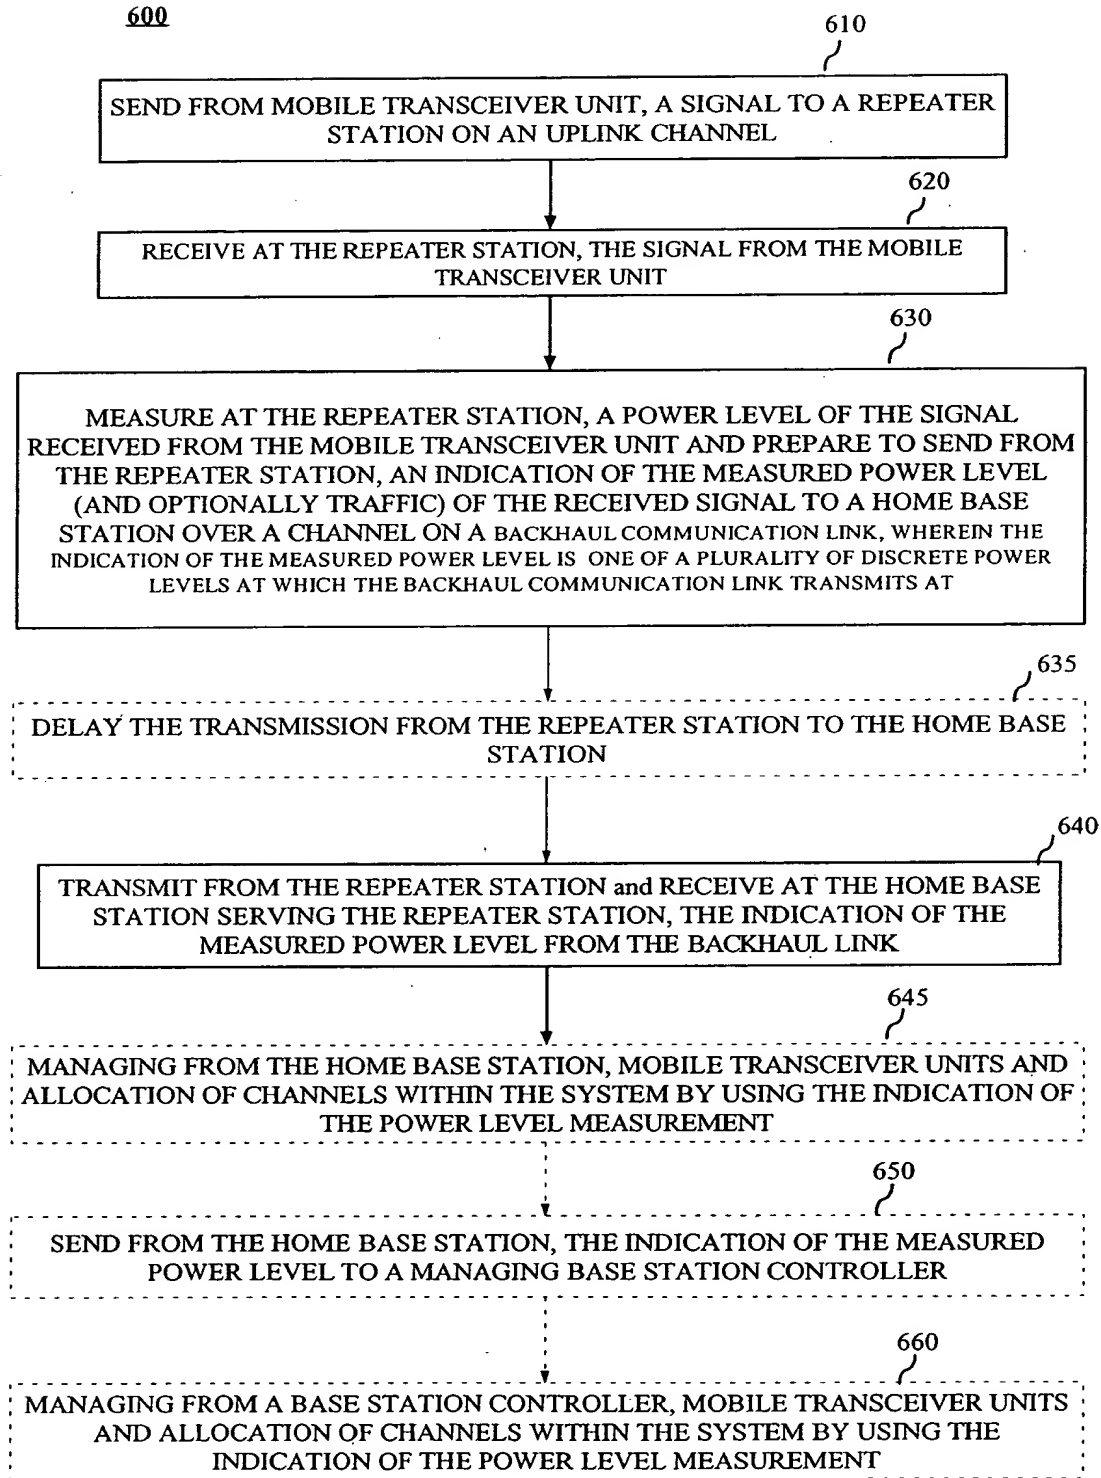 600
610
SEND FROM MOBILE TRANSCEIVER UNIT, A SIGNAL TO A REPEATER
STATION ON AN UPLINK CHANNEL
620
RECEIVE AT THE REPEATER STATION, THE SIGNAL FROM THE MOBILE
TRANSCEIVER UNIT
630
MEASURE AT THE REPEATER STATION, A POWER LEVEL OF THE SIGNAL
RECEIVED FROM THE MOBILE TRANSCEIVER UNIT AND PREPARE TO SEND FROM
THE REPEATER STATION, AN INDICATION OF THE MEASURED POWER LEVEL
(AND OPTIONALLY TRAFFIC) OF THE RECEIVED SIGNAL TO A HOME BASE
STATION OVER A CHANNEL ON A BACKHAUL COMMUNICATION LINK, WHEREIN THE
INDICATION OF THE MEASURED POWER LEVEL IS ONE OF A PLURALITY OF DISCRETE POWER
LEVELS AT WHICH THE BACKHAUL COMMUNICATION LINK TRANSMITS AT
635
DELAY THE TRANSMISSION FROM THE REPEATER STATION TO THE HOME BASE
STATION
640
TRANSMIT FROM THE REPEATER STATION and RECEIVE AT THE HOME BASE
STATION SERVING THE REPEATER STATION, THE INDICATION OF THE
MEASURED POWER LEVEL FROM THE BACKHAUL LINK
645
MANAGING FROM THE HOME BASE STATION, MOBILE TRANSCEIVER UNITS AND
ALLOCATION OF CHANNELS WITHIN THE SYSTEM BY USING THE INDICATION OF
THE POWER LEVEL MEASUREMENT
650
SEND FROM THE HOME BASE STATION, THE INDICATION OF THE MEASURED
POWER LEVEL TO A MANAGING BASE STATION CONTROLLER
660
MANAGING FROM A BASE STATION CONTROLLER, MOBILE TRANSCEIVER UNITS
AND ALLOCATION OF CHANNELS WITHIN THE SYSTEM BY USING THE
INDICATION OF THE POWER LEVEL MEASUREMENT